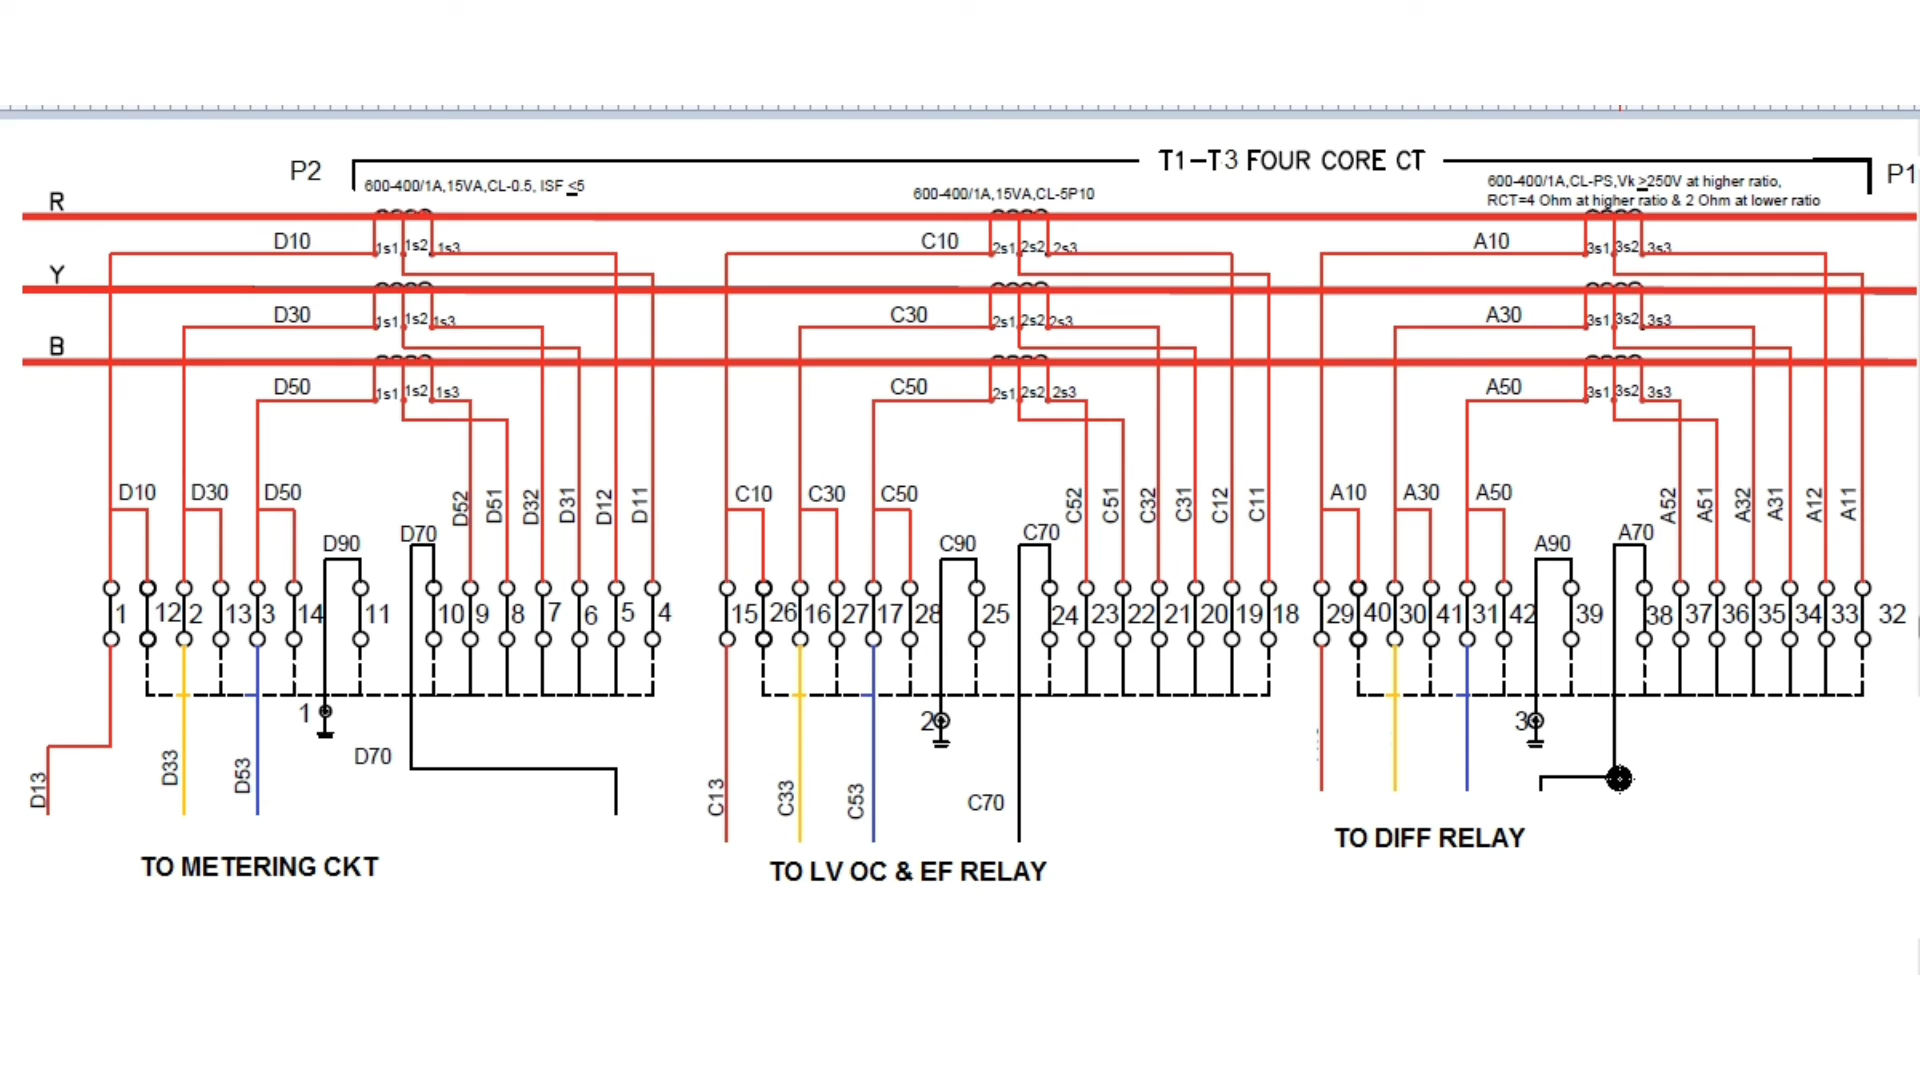 T1-T3 FOUR CORE CT
P2
P1
600-400/1A,15VA,CL-0.5, ISF ≤5
600-400/1A,15VA,CL-5P10
600-400/1A,CL-PS,Vk ≥250V at higher ratio,
RCT=4 Ohm at higher ratio & 2 Ohm at lower ratio
R
D10 1s1 1s2 1s3 C10 2s1 2s2 2s3 A10 3s1 3s2 3s3
Y
D30 1s1 1s2 1s3 C30 2s1 2s2 2s3 A30 3s1 3s2 3s3
B
D50 1s1 1s2 1s3 C50 2s1 2s2 2s3 A50 3s1 3s2 3s3
D10 D30 D50 D52 D51 D32 D31 D12 D11 C10 C30 C50 C52 C51 C32 C31 C12 C11 A10 A30 A50 A52 A51 A32 A31 A12 A11
D90 D70 C90 C70 A90 A70
1 12 2 13 3 14 11 10 9 8 7 6 5 4 15 26 16 27 17 28 25 24 23 22 21 20 19 18 29 40 30 41 31 42 39 38 37 36 35 34 33 32
1 2 3
D13 D33 D53 D70 C13 C33 C53 C70
TO METERING CKT
TO LV OC & EF RELAY
TO DIFF RELAY